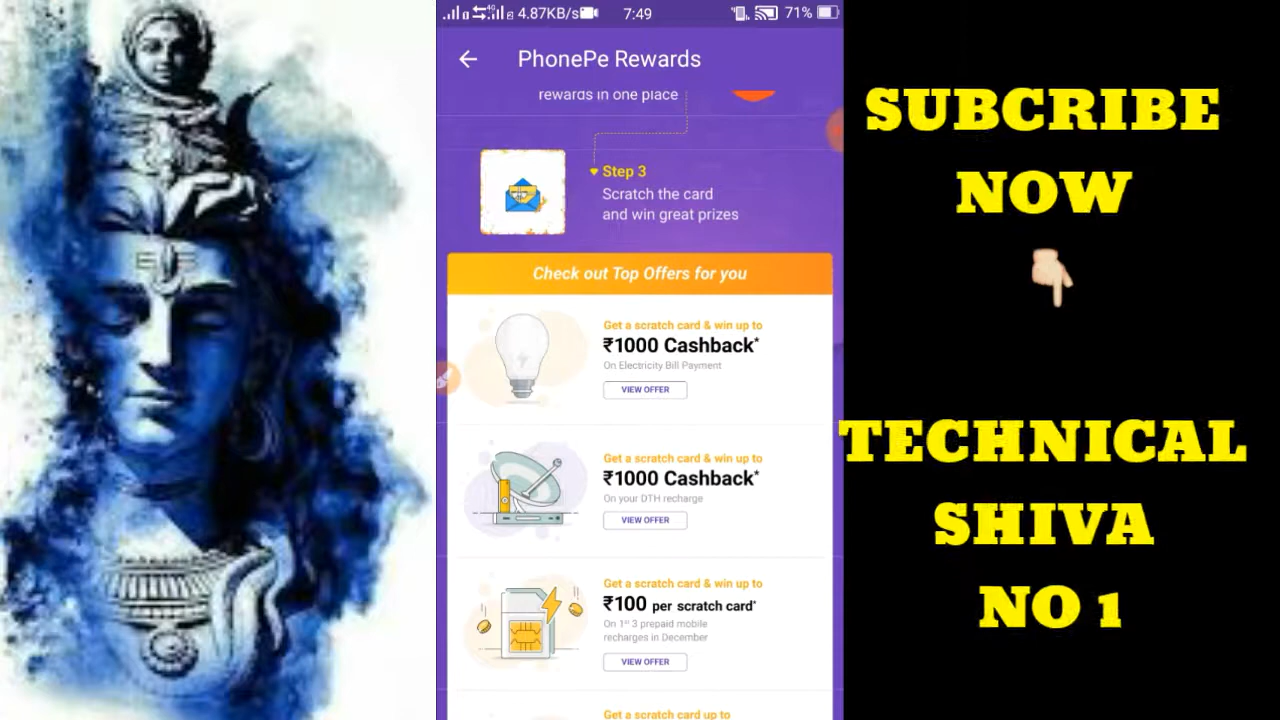 4.87KB/s 7:49 71%
PhonePe Rewards
rewards in one place
Step 3
Scratch the card
and win great prizes
Check out Top Offers for you
Get a scratch card & win up to
₹1000 Cashback*
On Electricity Bill Payment
VIEW OFFER
Get a scratch card & win up to
₹1000 Cashback*
On your DTH recharge
VIEW OFFER
Get a scratch card & win up to
₹100 per scratch card*
On 1st 3 prepaid mobile
recharges in December
VIEW OFFER
Get a scratch card up to
SUBCRIBE
NOW
TECHNICAL
SHIVA
NO 1